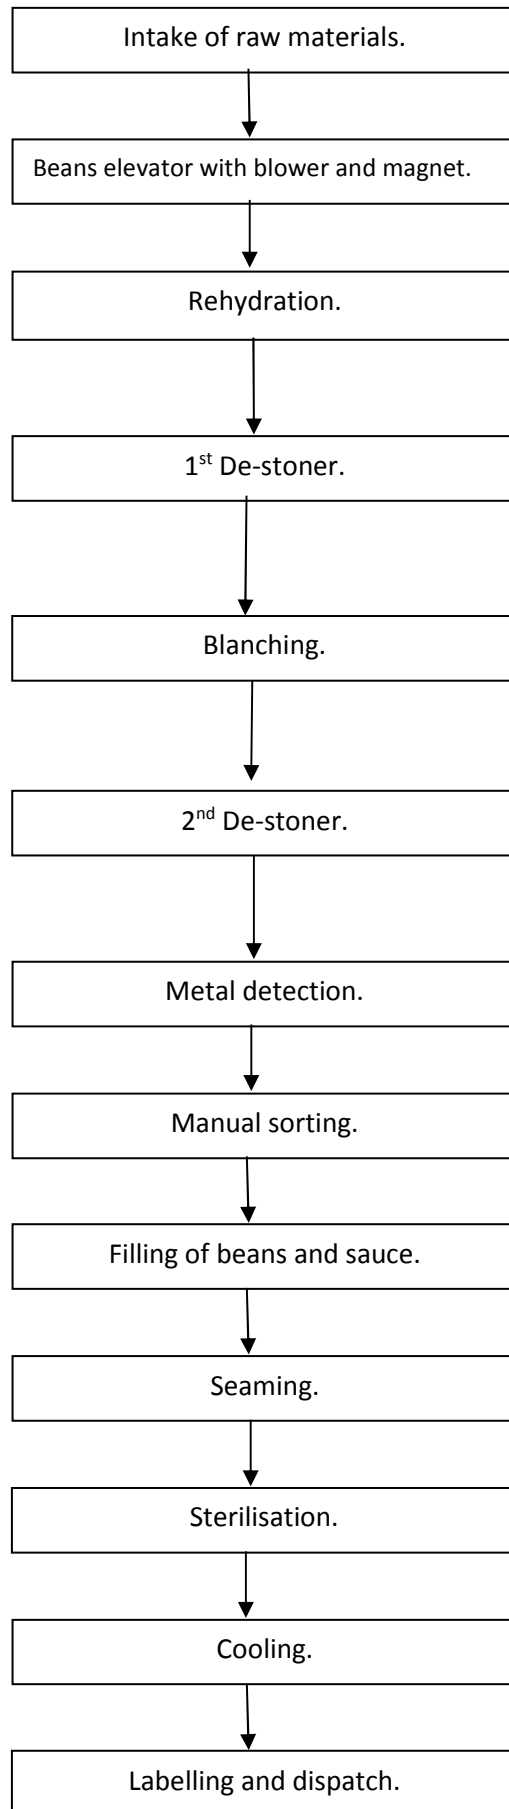 Intake of raw materials.
Beans elevator with blower and magnet.
Rehydration.
1st De-stoner.
Blanching.
2nd De-stoner.
Metal detection.
Manual sorting.
Filling of beans and sauce.
Seaming.
Sterilisation.
Cooling.
Labelling and dispatch.